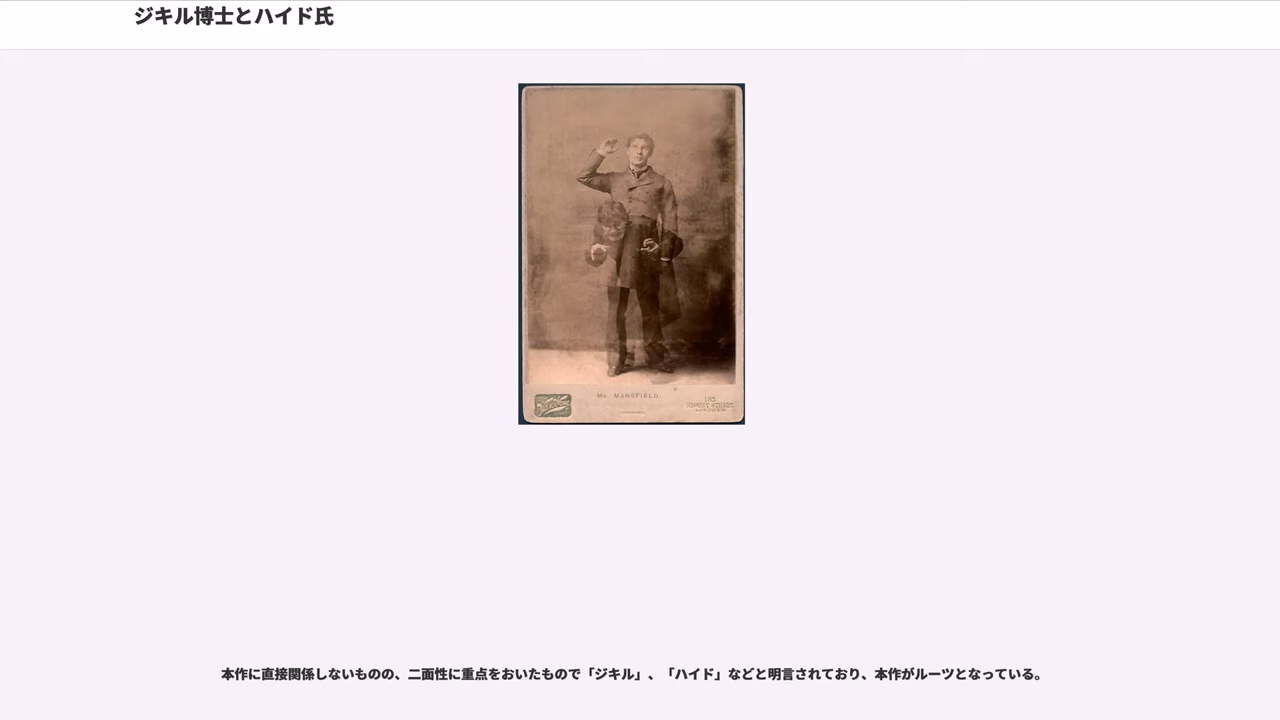 ジキル博士とハイド氏
Mr. MANSFIELD.
本作に直接関係しないものの、二面性に重点をおいたもので「ジキル」、「ハイド」などと明言されており、本作がルーツとなっている。